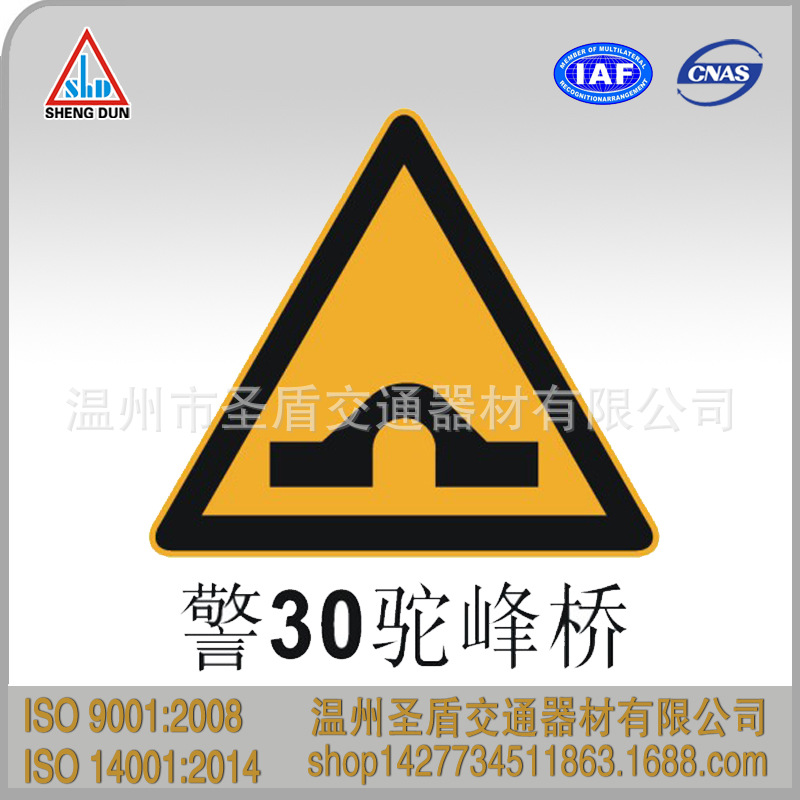 SHD
SHENG DUN
MEMBER OF MULTILATERAL
IAF
RECOGNITIONARRANGEMENT
CNAS
温州市圣盾交通器材有限公司
警30驼峰桥
ISO 9001:2008
温州圣盾交通器材有限公司
ISO 14001:2014
shop1427734511863.1688.com